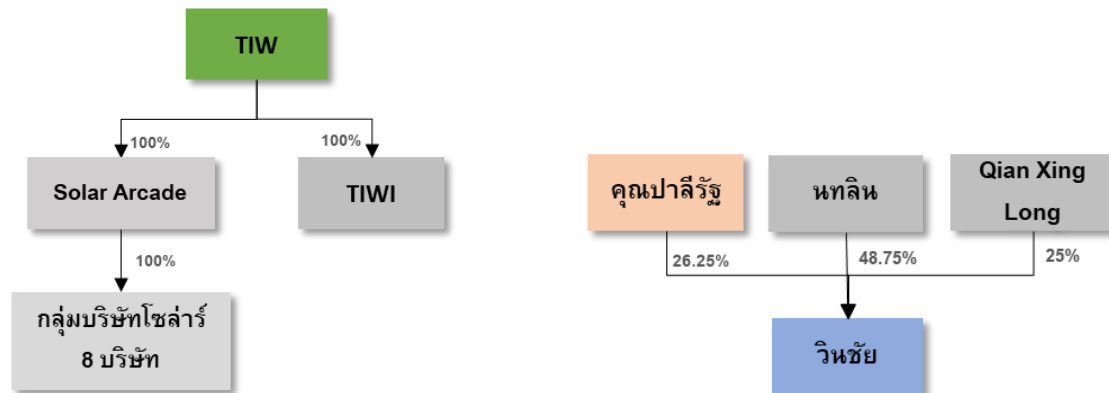 TIW
100%
100%
Solar Arcade
TIWI
100%
กลุ่มบริษัทโซล่าร์
8 บริษัท
คุณปาลีรัฐ
นทลิน
Qian Xing
Long
26.25%
48.75%
25%
วินชัย